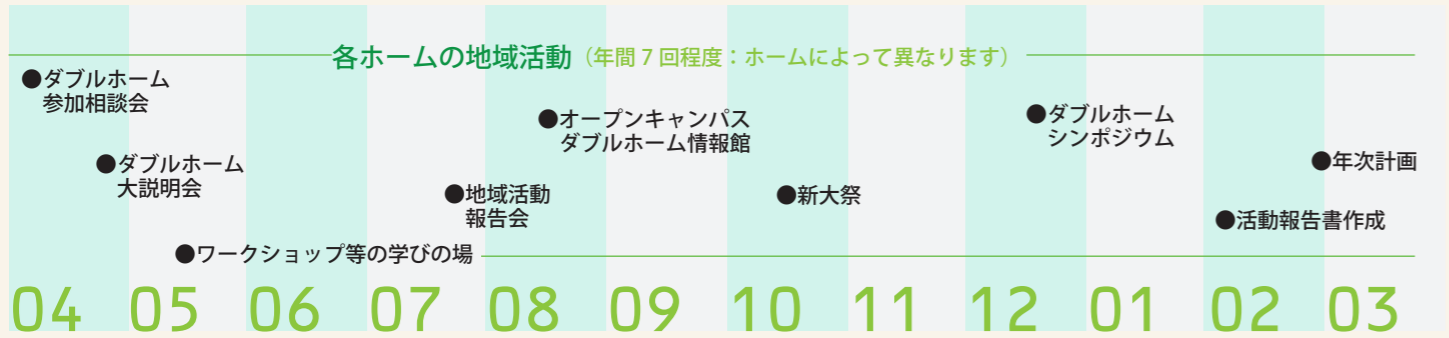 各ホームの地域活動（年間7回程度：ホームによって異なります）
●ダブルホーム
参加相談会
●ダブルホーム
大説明会
●ワークショップ等の学びの場
●地域活動
報告会
●オープンキャンパス
ダブルホーム情報館
●新大祭
●ダブルホーム
シンポジウム
●年次計画
●活動報告書作成
04 05 06 07 08 09 10 11 12 01 02 03